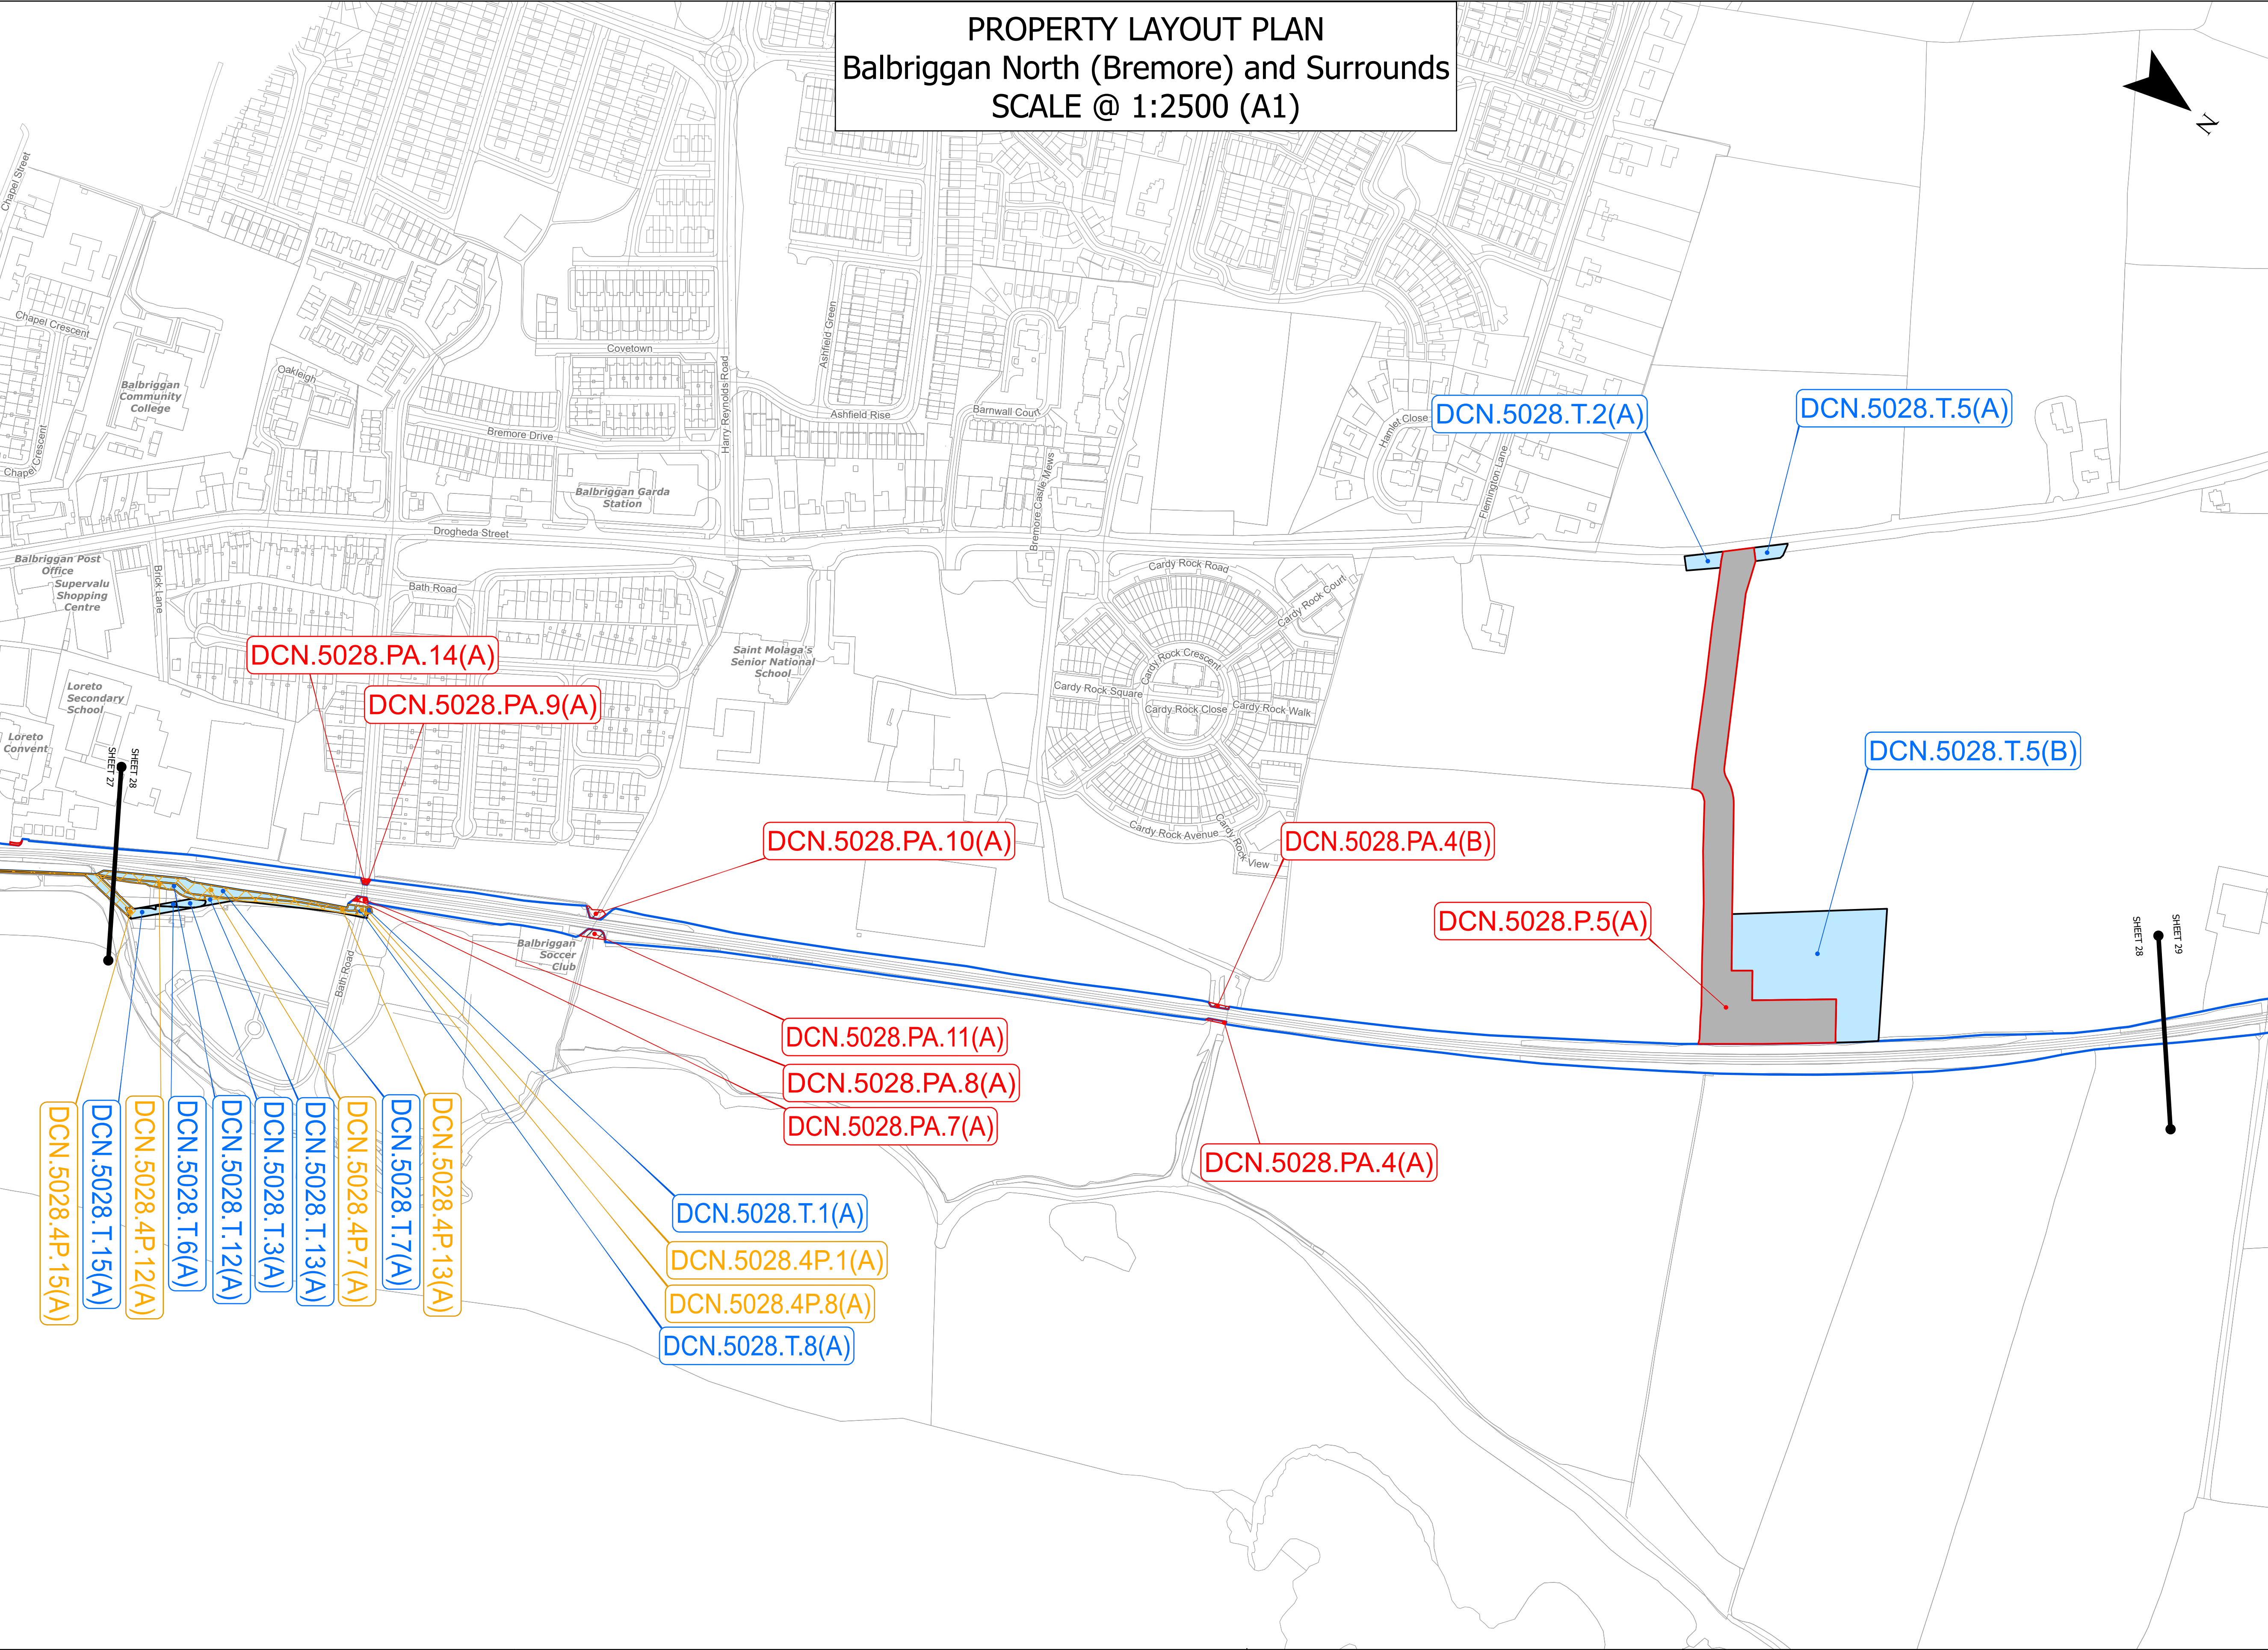 PROPERTY LAYOUT PLAN
Balbriggan North (Bremore) and Surrounds
SCALE @ 1:2500 (A1)
N
Chapel Street
Chapel Crescent
Chapel Crescent
Balbriggan
Community
College
Oakleigh
Covetown
Bremore Drive
Harry Reynolds Road
Ashfield Green
Ashfield Rise
Barnwall Court
Bremore Castle Mews
Hamlet Close
Flemington Lane
Balbriggan Garda
Station
Drogheda Street
DCN.5028.T.2(A)
DCN.5028.T.5(A)
Balbriggan Post
Office
Supervalu
Shopping
Centre
Brick Lane
Bath Road
Cardy Rock Road
Cardy Rock Court
Cardy Rock Crescent
Cardy Rock Square
Cardy Rock Close
Cardy Rock Walk
Cardy Rock Avenue
Cardy Rock View
Saint Molaga's
Senior National
School
Loreto
Secondary
School
Loreto
Convent
SHEET 27
SHEET 28
DCN.5028.PA.14(A)
DCN.5028.PA.9(A)
DCN.5028.T.5(B)
DCN.5028.PA.10(A)
DCN.5028.PA.4(B)
DCN.5028.P.5(A)
SHEET 28
SHEET 29
Balbriggan
Soccer
Club
Bath Road
DCN.5028.PA.11(A)
DCN.5028.PA.8(A)
DCN.5028.PA.7(A)
DCN.5028.PA.4(A)
DCN.5028.4P.15(A)
DCN.5028.T.15(A)
DCN.5028.4P.12(A)
DCN.5028.T.6(A)
DCN.5028.T.12(A)
DCN.5028.T.3(A)
DCN.5028.T.13(A)
DCN.5028.4P.7(A)
DCN.5028.T.7(A)
DCN.5028.4P.13(A)
DCN.5028.T.1(A)
DCN.5028.4P.1(A)
DCN.5028.4P.8(A)
DCN.5028.T.8(A)